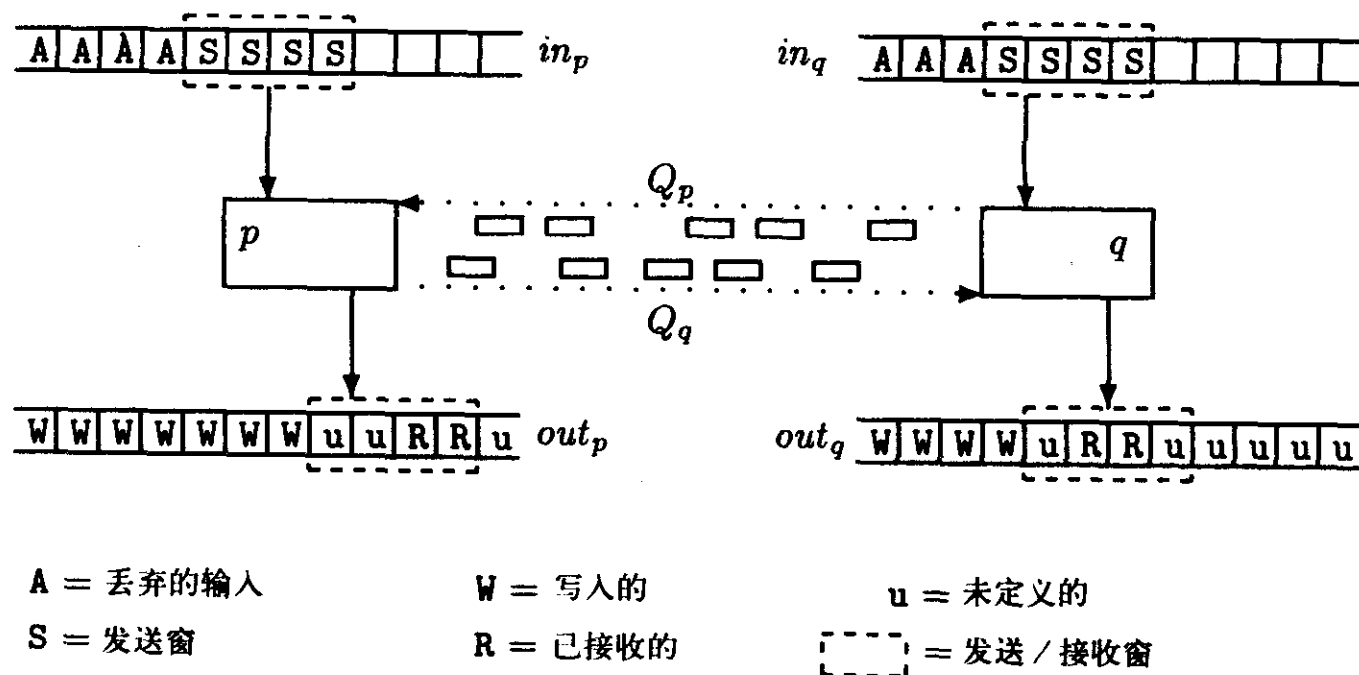 A A A A S S S S in_p
in_q A A A S S S S
Q_p
p q
Q_q
W W W W W W W u u R R u out_p
out_q W W W W u R R u u u u u
A = 丢弃的输入 W = 写入的 u = 未定义的
S = 发送窗 R = 已接收的 = 发送 / 接收窗